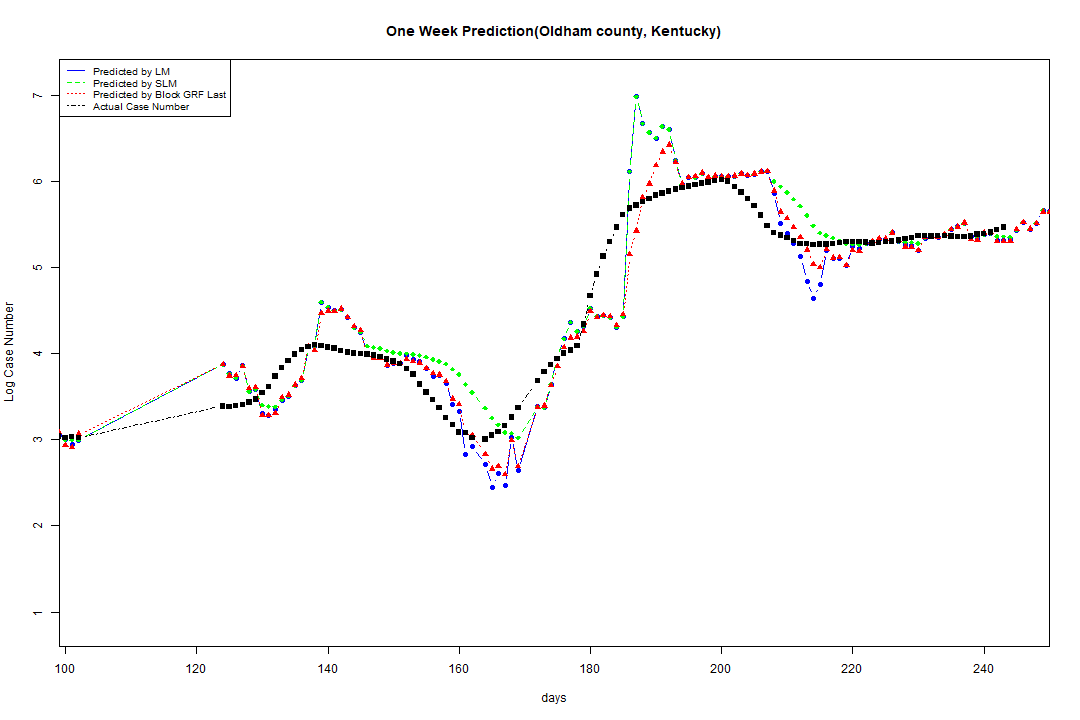 One Week Prediction(Oldham county, Kentucky)
Predicted by LM
Predicted by SLM
Predicted by Block GRF Last
Actual Case Number
7
6
5
4
3
2
1
Log Case Number
100 120 140 160 180 200 220 240
days